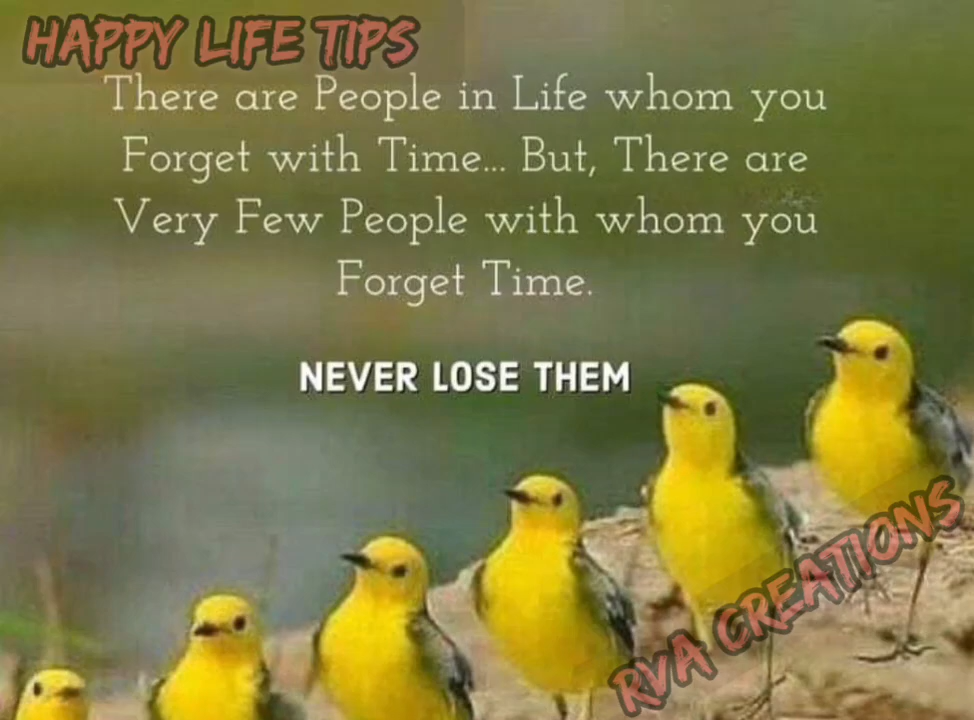 HAPPY LIFE TIPS
There are People in Life whom you
Forget with Time... But, There are
Very Few People with whom you
Forget Time.
NEVER LOSE THEM
RVA CREATIONS